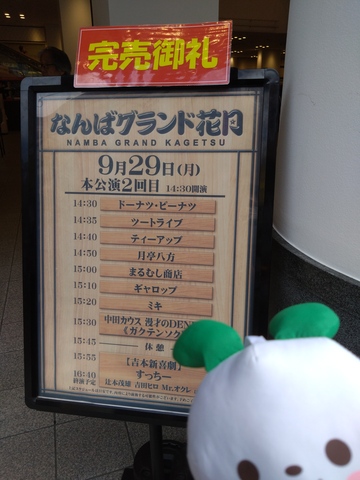 完売御礼
なんばグランド花月
NAMBA GRAND KAGETSU
9月29日(月)
本公演2回目 14:30開演
14:30 ドーナツ・ピーナツ
14:35 ツートライブ
14:40 ティーアップ
14:50 月亭八方
15:00 まるむし商店
15:10 ギャロップ
15:20 ミキ
15:30 中田カウス 漫才のDEN
《ガクテンソク
15:45 休憩
15:55 【吉本新喜劇】
すっちー
16:40 終演予定 辻本茂雄 吉田ヒロ Mr.オクレ